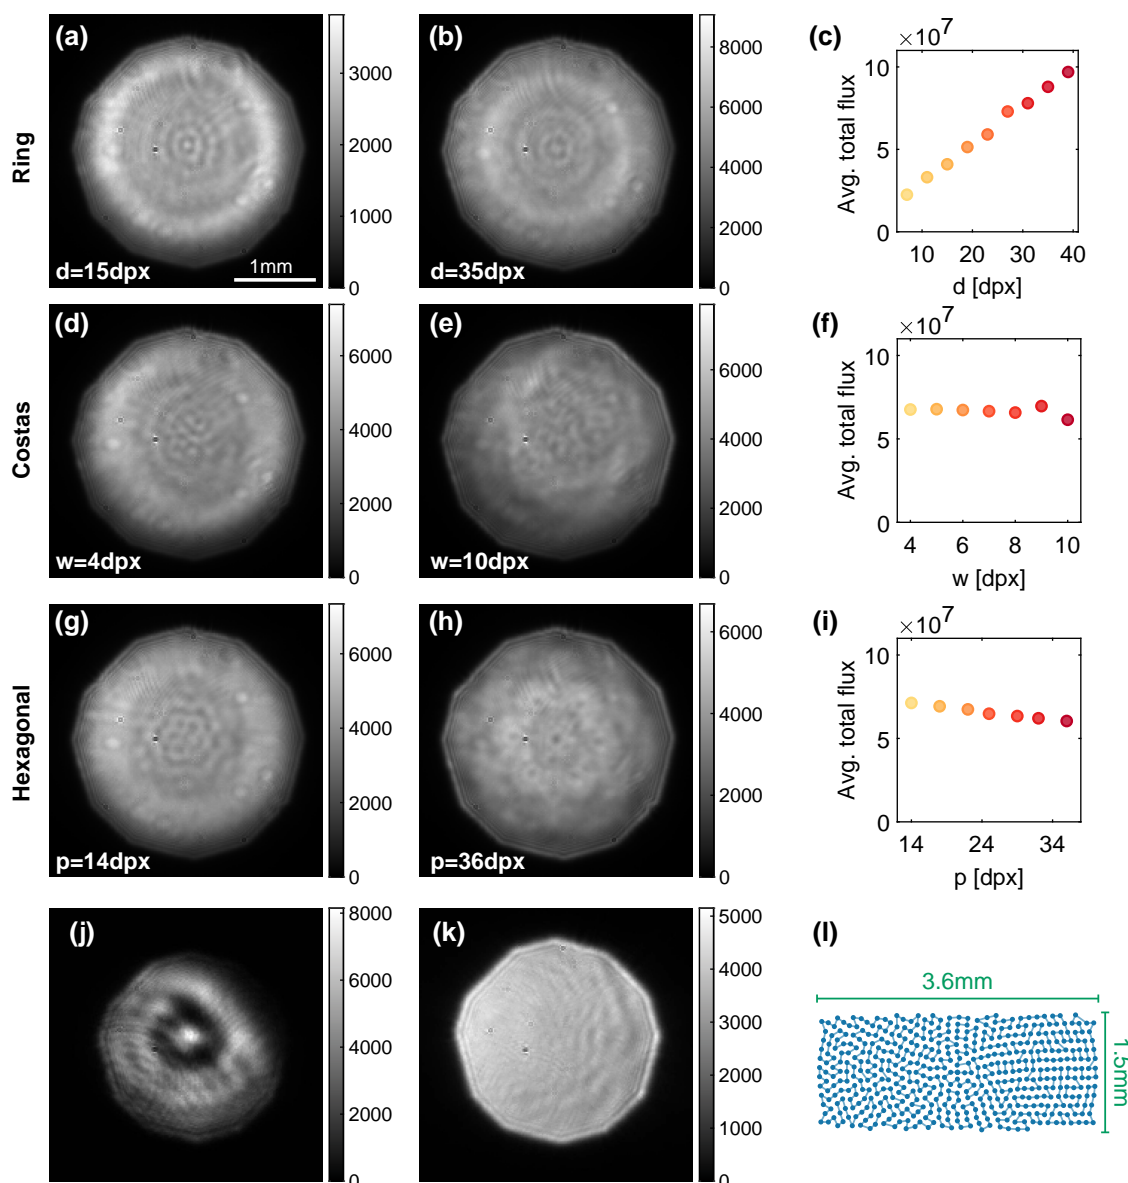 (a)
3000
2000
1000
0
d=15dpx
1mm
Ring
(b)
8000
6000
4000
2000
0
d=35dpx
(c)
×10^7
10
5
0
Avg. total flux
10 20 30 40
d [dpx]
(d)
6000
4000
2000
0
w=4dpx
Costas
(e)
6000
4000
2000
0
w=10dpx
(f)
×10^7
10
5
0
Avg. total flux
4 6 8 10
w [dpx]
(g)
6000
4000
2000
0
p=14dpx
Hexagonal
(h)
6000
4000
2000
0
p=36dpx
(i)
×10^7
10
5
0
Avg. total flux
14 24 34
p [dpx]
(j)
8000
6000
4000
2000
0
(k)
5000
4000
3000
2000
1000
0
(l)
3.6mm
1.5mm